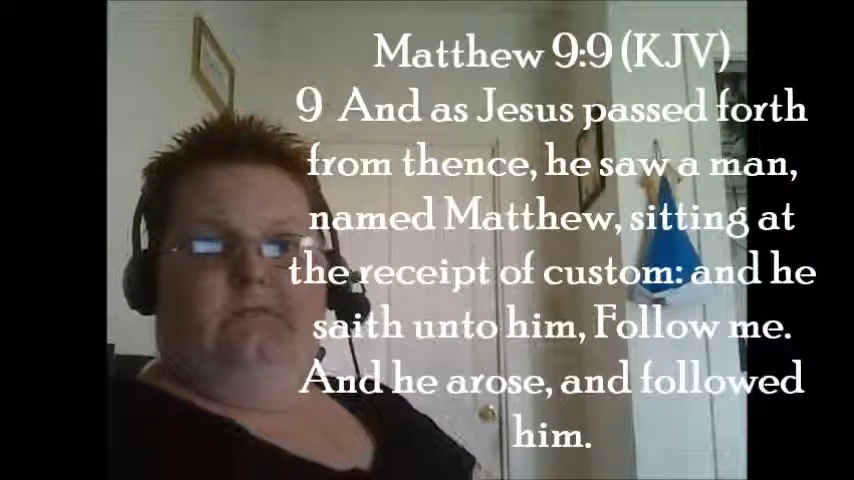 Matthew 9:9 (KJV)
9 And as Jesus passed forth
from thence, he saw a man,
named Matthew, sitting at
the receipt of custom: and he
saith unto him, Follow me.
And he arose, and followed
him.